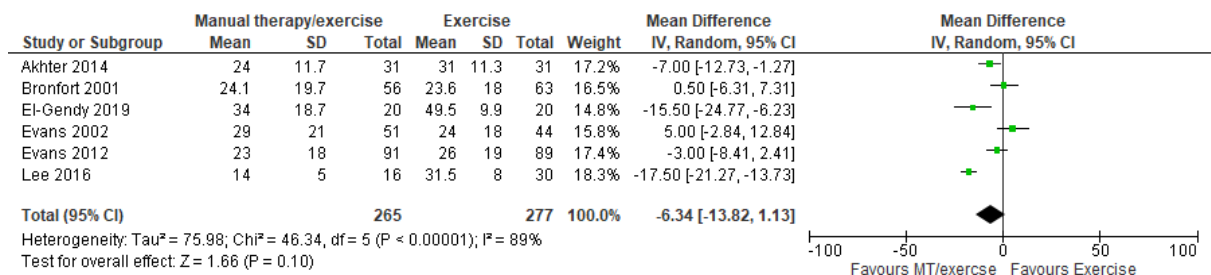 Manual therapy/exercise Exercise Mean Difference Mean Difference
Study or Subgroup Mean SD Total Mean SD Total Weight IV, Random, 95% CI IV, Random, 95% CI
Akhter 2014 24 11.7 31 31 11.3 31 17.2% -7.00 [-12.73, -1.27]
Bronfort 2001 24.1 19.7 56 23.6 18 63 16.5% 0.50 [-6.31, 7.31]
El-Gendy 2019 34 18.7 20 49.5 9.9 20 14.8% -15.50 [-24.77, -6.23]
Evans 2002 29 21 51 24 18 44 15.8% 5.00 [-2.84, 12.84]
Evans 2012 23 18 91 26 19 89 17.4% -3.00 [-8.41, 2.41]
Lee 2016 14 5 16 31.5 8 30 18.3% -17.50 [-21.27, -13.73]
Total (95% CI) 265 277 100.0% -6.34 [-13.82, 1.13]
Heterogeneity: Tau² = 75.98; Chi² = 46.34, df = 5 (P < 0.00001); I² = 89%
Test for overall effect: Z = 1.66 (P = 0.10)
-100 -50 0 50 100
Favours MT/exercse Favours Exercise